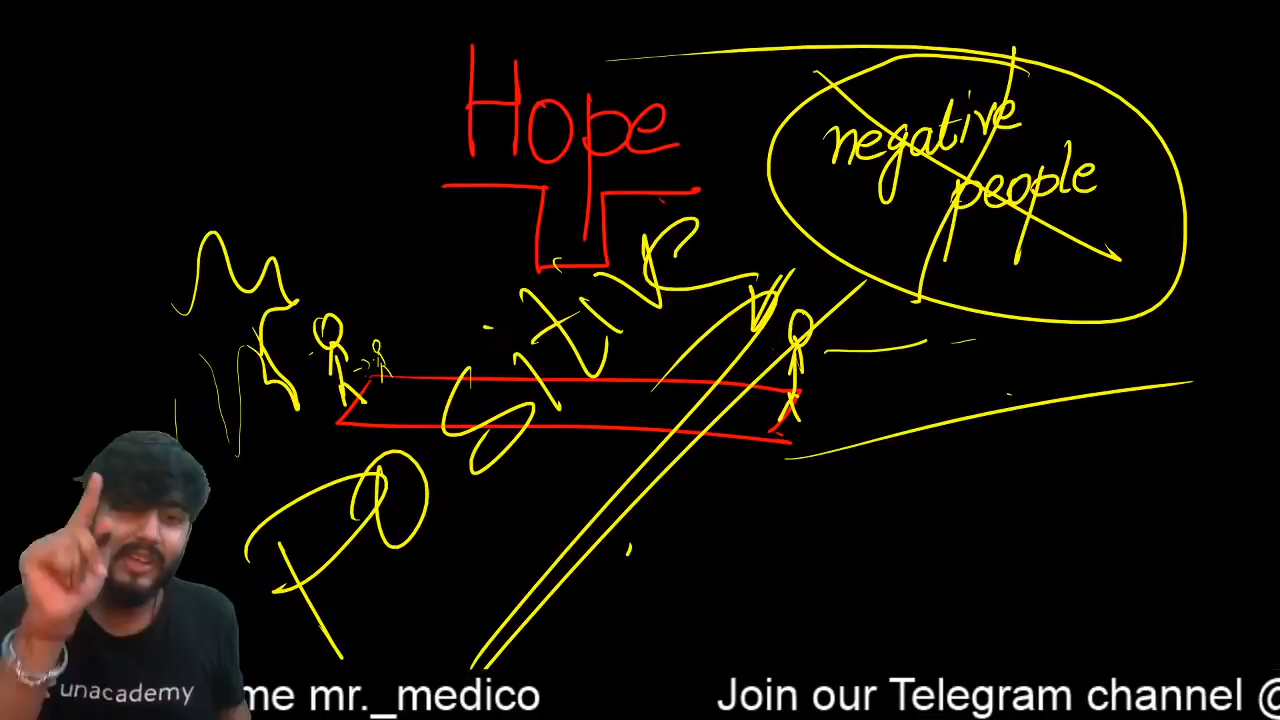 Hope
negative
people
POSITIVE
unacademy
me mr._medico
Join our Telegram channel @